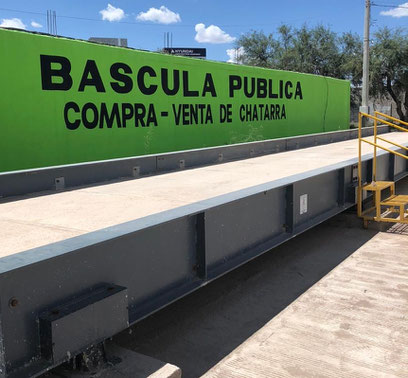 BASCULA PUBLICA
COMPRA - VENTA DE CHATARRA